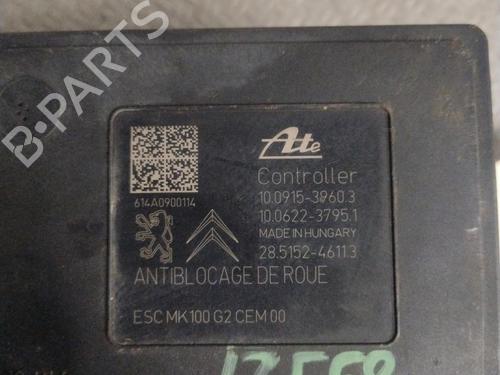 B-PARTS
Ate
Controller
10.0915-3960.3
10.0622-3795.1
614A0900114
MADE IN HUNGARY
28.5152-4611.3
ANTIBLOCAGE DE ROUE
ESC MK100 G2 CEM 00